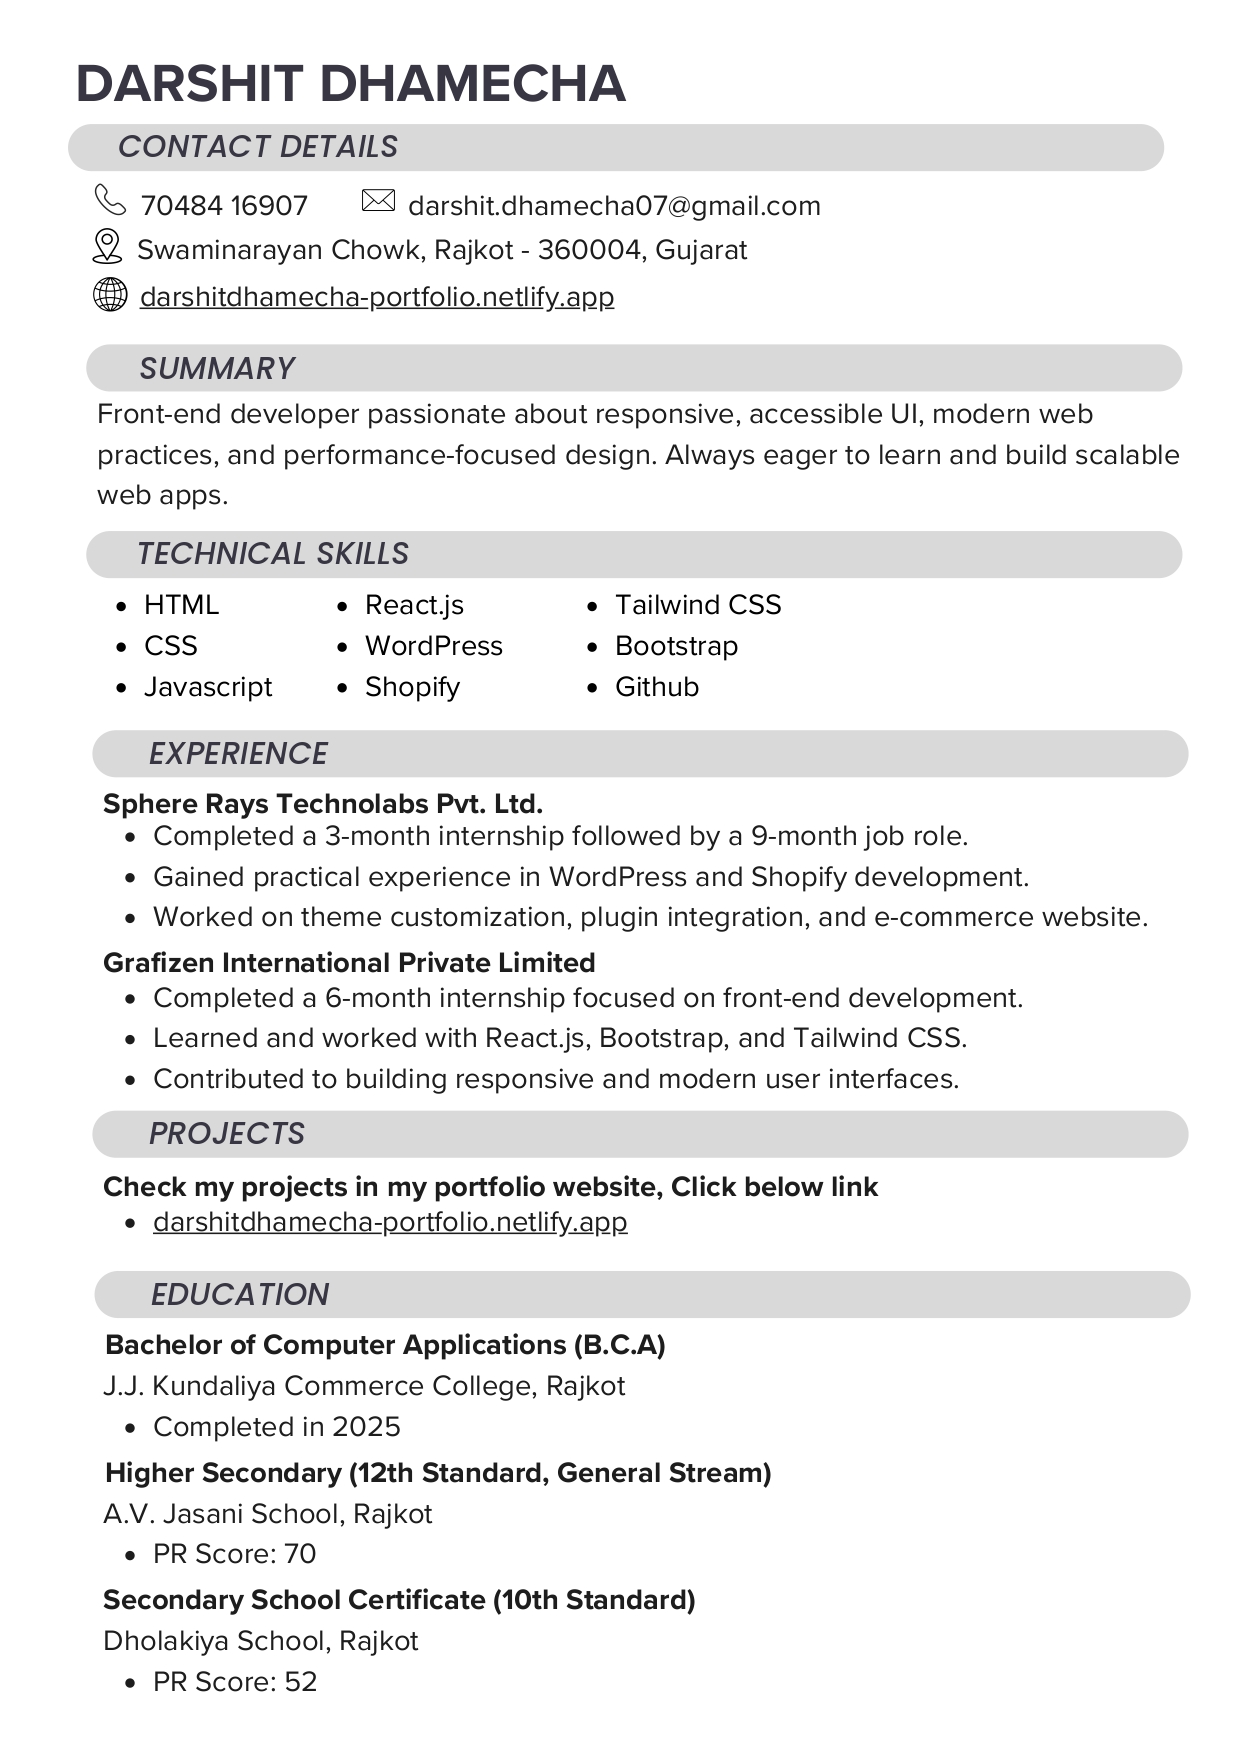 DARSHIT DHAMECHA
CONTACT DETAILS
70484 16907 darshit.dhamecha07@gmail.com
Swaminarayan Chowk, Rajkot - 360004, Gujarat
darshitdhamecha-portfolio.netlify.app
SUMMARY
Front-end developer passionate about responsive, accessible UI, modern web
practices, and performance-focused design. Always eager to learn and build scalable
web apps.
TECHNICAL SKILLS
• HTML • React.js • Tailwind CSS
• CSS • WordPress • Bootstrap
• Javascript • Shopify • Github
EXPERIENCE
Sphere Rays Technolabs Pvt. Ltd.
• Completed a 3-month internship followed by a 9-month job role.
• Gained practical experience in WordPress and Shopify development.
• Worked on theme customization, plugin integration, and e-commerce website.
Grafizen International Private Limited
• Completed a 6-month internship focused on front-end development.
• Learned and worked with React.js, Bootstrap, and Tailwind CSS.
• Contributed to building responsive and modern user interfaces.
PROJECTS
Check my projects in my portfolio website, Click below link
• darshitdhamecha-portfolio.netlify.app
EDUCATION
Bachelor of Computer Applications (B.C.A)
J.J. Kundaliya Commerce College, Rajkot
• Completed in 2025
Higher Secondary (12th Standard, General Stream)
A.V. Jasani School, Rajkot
• PR Score: 70
Secondary School Certificate (10th Standard)
Dholakiya School, Rajkot
• PR Score: 52